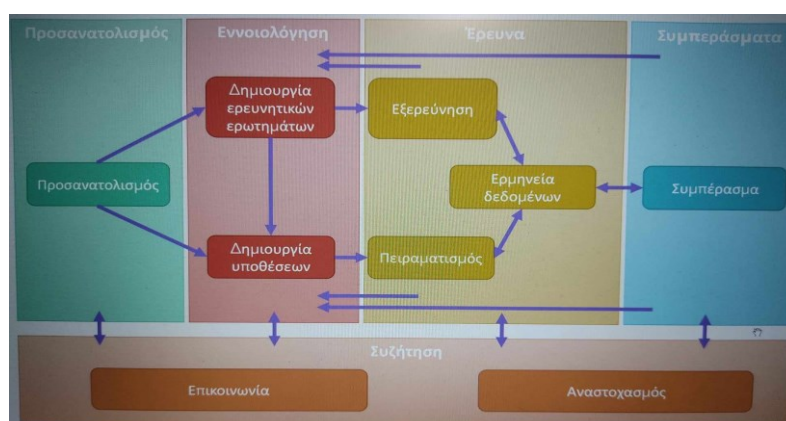 Προσανατολισμός
Εννοιολόγηση
Έρευνα
Συμπεράσματα
Δημιουργία
ερευνητικών
ερωτημάτων
Εξερεύνηση
Προσανατολισμός
Ερμηνεία
δεδομένων
Συμπέρασμα
Δημιουργία
υποθέσεων
Πειραματισμός
Συζήτηση
Επικοινωνία
Αναστοχασμός